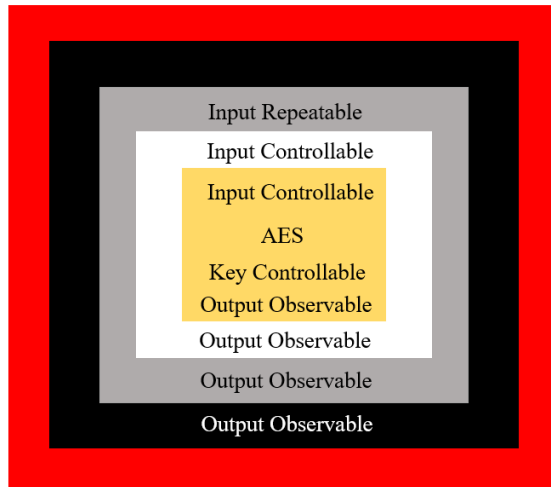 Input Repeatable
Input Controllable
Input Controllable
AES
Key Controllable
Output Observable
Output Observable
Output Observable
Output Observable